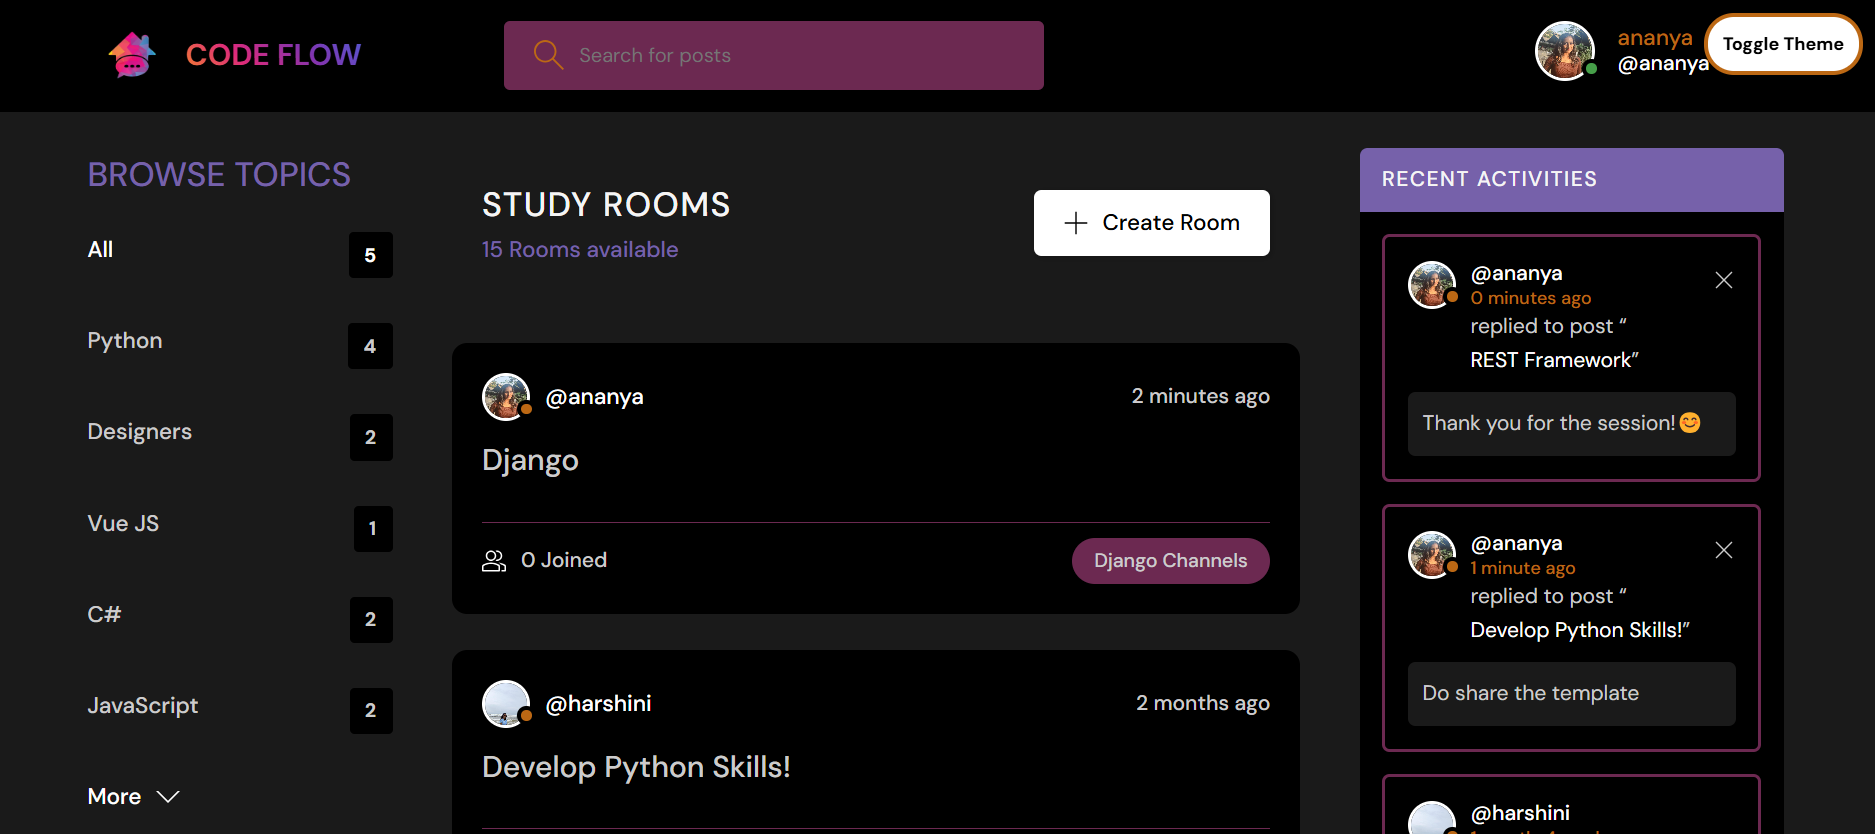 CODE FLOW
Search for posts
ananya
@ananya
Toggle Theme
BROWSE TOPICS
All
5
Python
4
Designers
2
Vue JS
1
C#
2
JavaScript
2
More
STUDY ROOMS
15 Rooms available
Create Room
@ananya
2 minutes ago
Django
0 Joined
Django Channels
@harshini
2 months ago
Develop Python Skills!
RECENT ACTIVITIES
@ananya
0 minutes ago
replied to post “
REST Framework”
Thank you for the session!😊
@ananya
1 minute ago
replied to post “
Develop Python Skills!”
Do share the template
@harshini